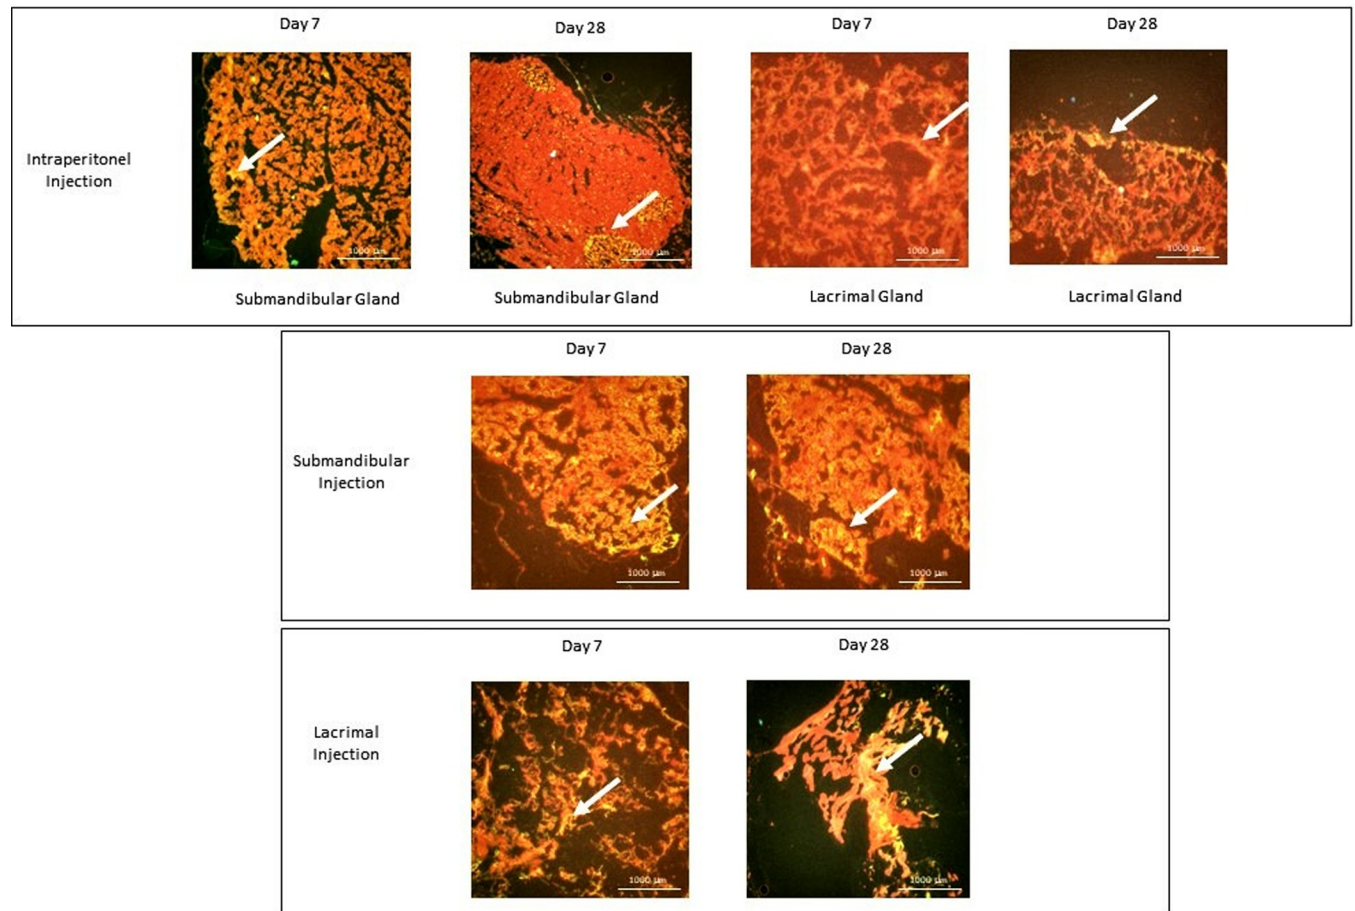 Day 7
Day 28
Day 7
Day 28
Intraperitonel
Injection
1000 µm
1000 µm
1000 µm
1000 µm
Submandibular Gland
Submandibular Gland
Lacrimal Gland
Lacrimal Gland
Day 7
Day 28
Submandibular
Injection
1000 µm
1000 µm
Day 7
Day 28
Lacrimal
Injection
1000 µm
1000 µm